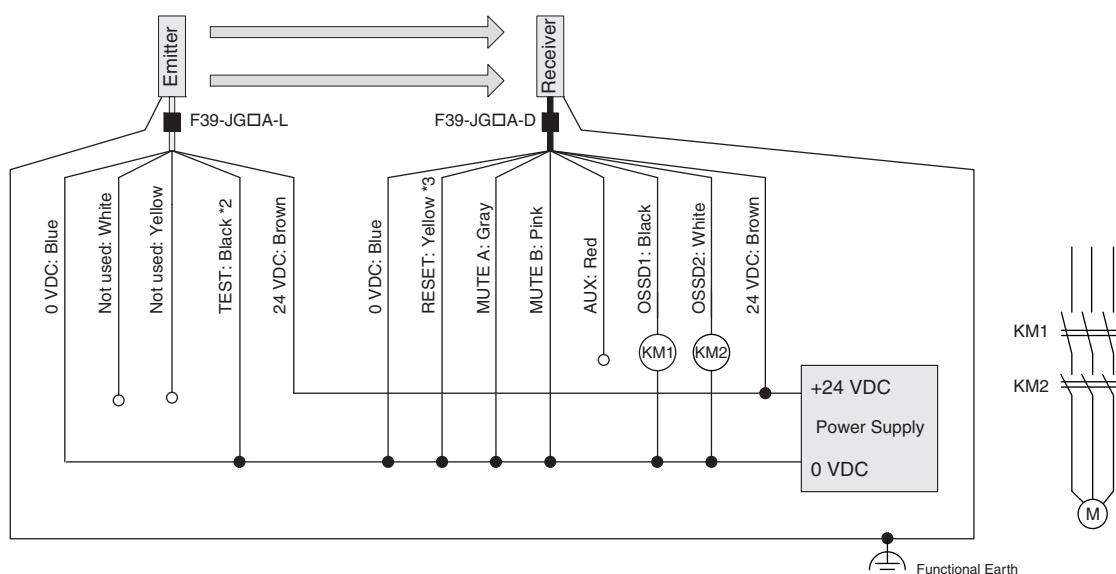 Emitter
Receiver
F39-JG□A-L
F39-JG□A-D
0 VDC: Blue
Not used: White
Not used: Yellow
TEST: Black *2
24 VDC: Brown
0 VDC: Blue
RESET: Yellow *3
MUTE A: Gray
MUTE B: Pink
AUX: Red
OSSD1: Black
OSSD2: White
24 VDC: Brown
KM1
KM2
+24 VDC
Power Supply
0 VDC
KM1
KM2
M
Functional Earth